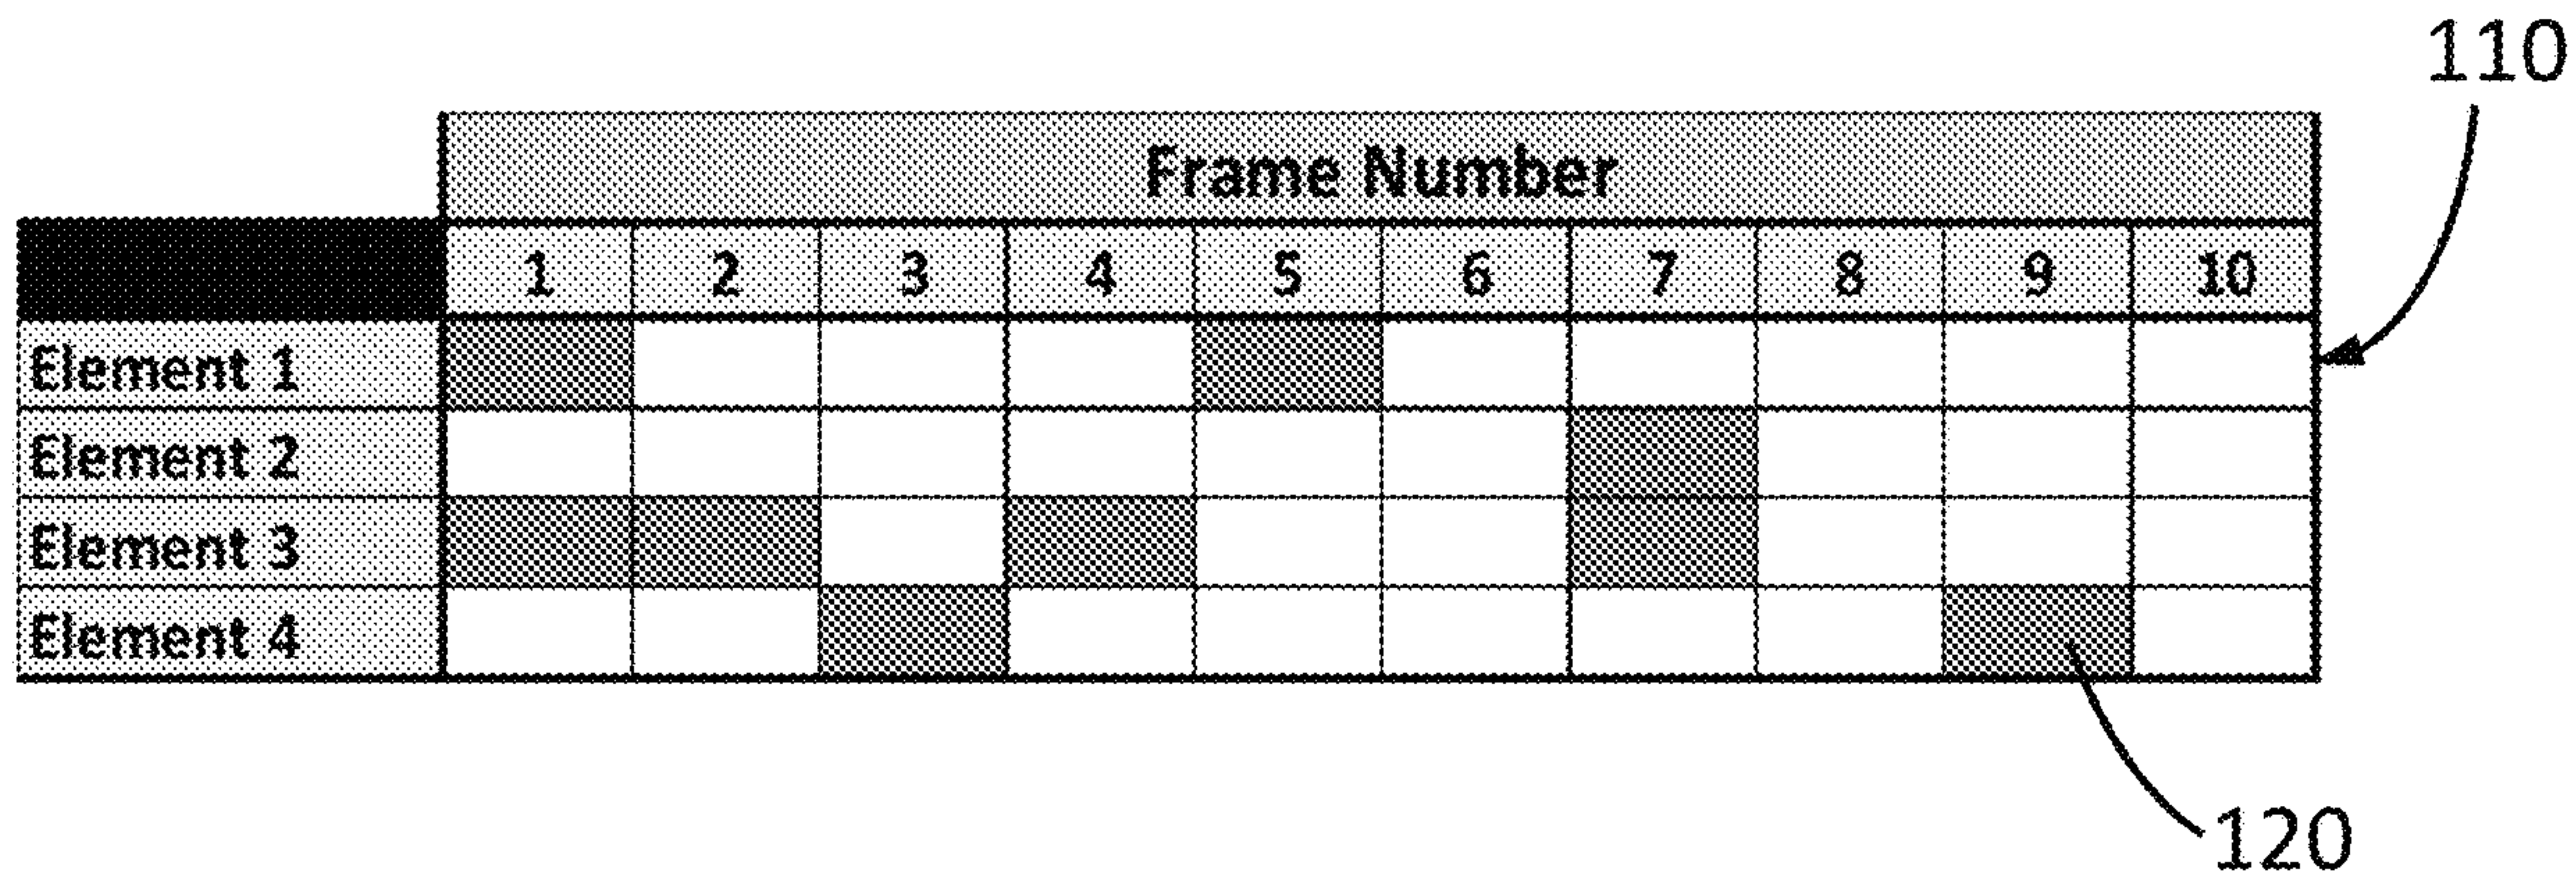 110
Frame Number
1 2 3 4 5 6 7 8 9 10
Element 1
Element 2
Element 3
Element 4
120